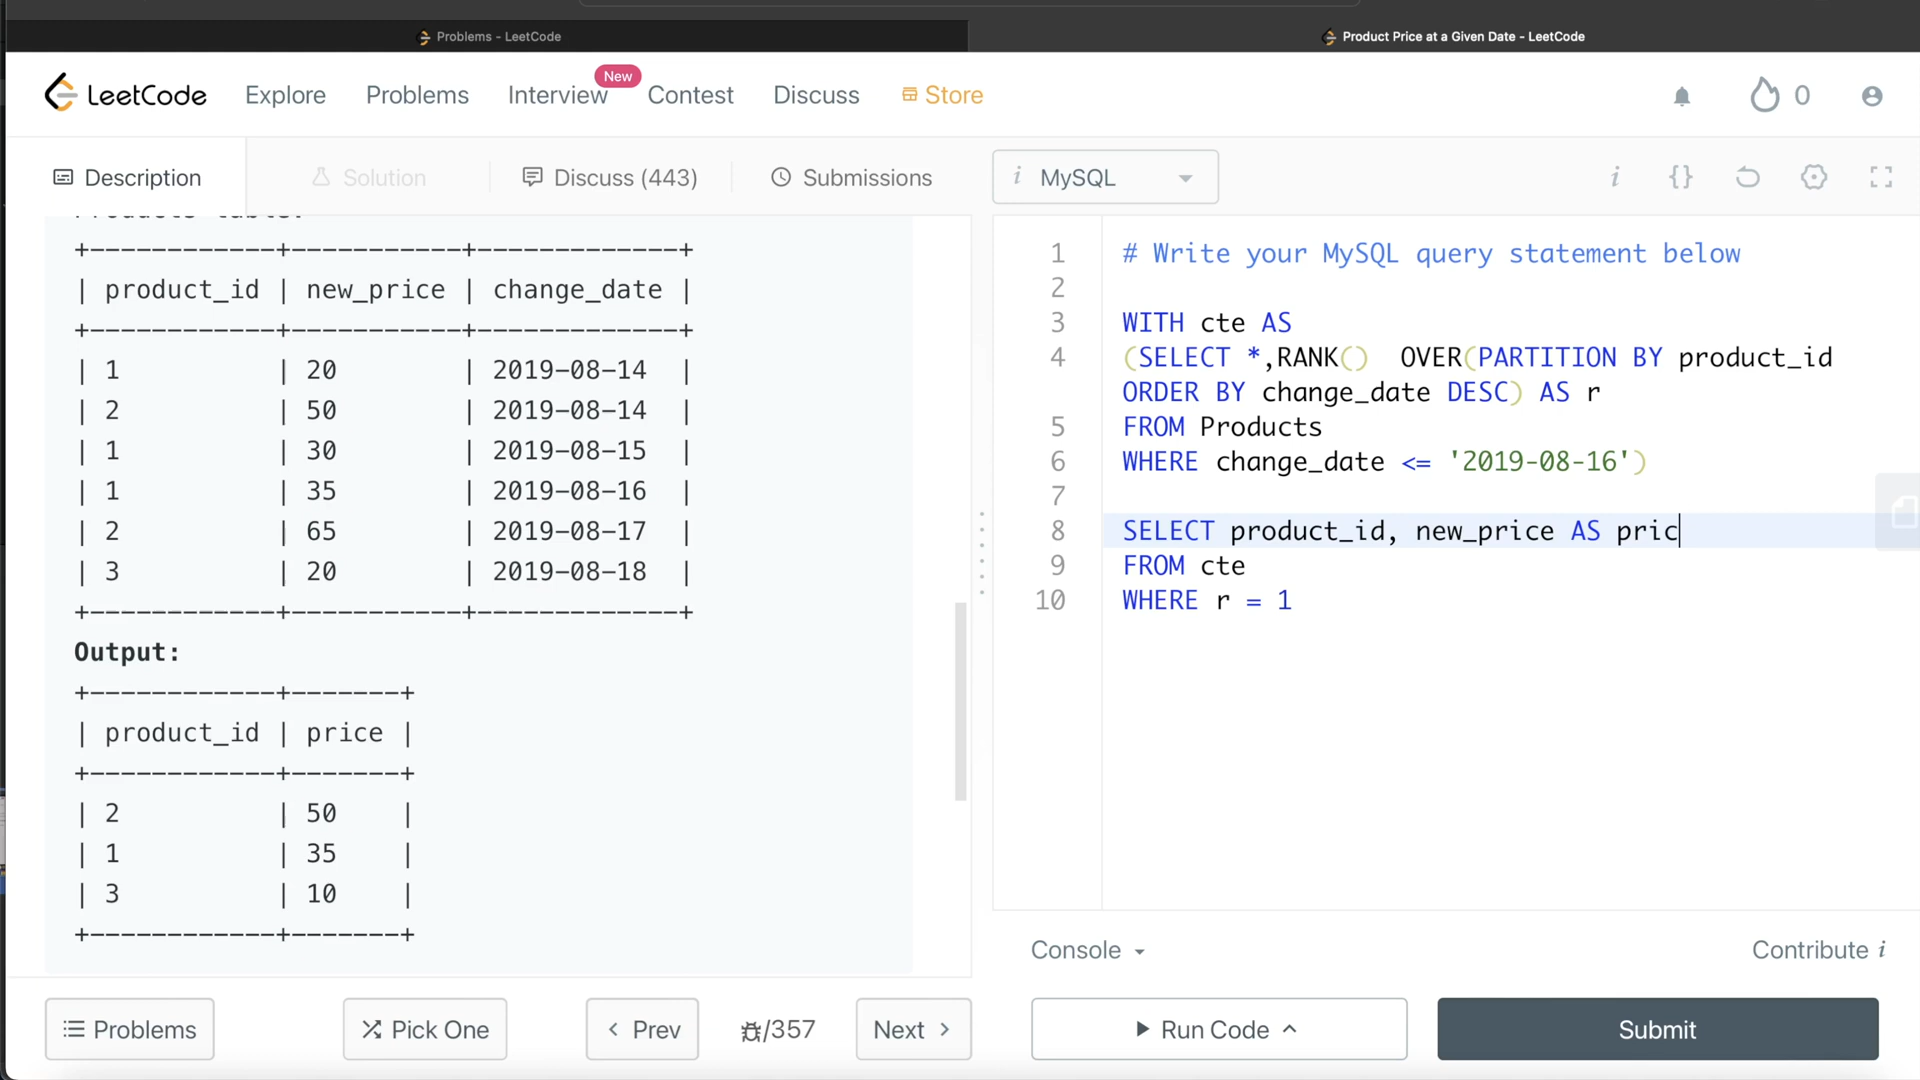 Problems - LeetCode
Product Price at a Given Date - LeetCode
LeetCode Explore Problems Interview New Contest Discuss Store 0
Description Solution Discuss (443) Submissions i MySQL i {}
Products table:
+------------+-----------+-------------+
| product_id | new_price | change_date |
+------------+-----------+-------------+
| 1          | 20        | 2019-08-14  |
| 2          | 50        | 2019-08-14  |
| 1          | 30        | 2019-08-15  |
| 1          | 35        | 2019-08-16  |
| 2          | 65        | 2019-08-17  |
| 3          | 20        | 2019-08-18  |
+------------+-----------+-------------+
Output:
+------------+-------+
| product_id | price |
+------------+-------+
| 2          | 50    |
| 1          | 35    |
| 3          | 10    |
+------------+-------+
1 # Write your MySQL query statement below
2
3 WITH cte AS
4 (SELECT *,RANK()  OVER(PARTITION BY product_id
ORDER BY change_date DESC) AS r
5 FROM Products
6 WHERE change_date <= '2019-08-16')
7
8 SELECT product_id, new_price AS pric
9 FROM cte
10 WHERE r = 1
Console Contribute i
Problems Pick One < Prev /357 Next > Run Code Submit